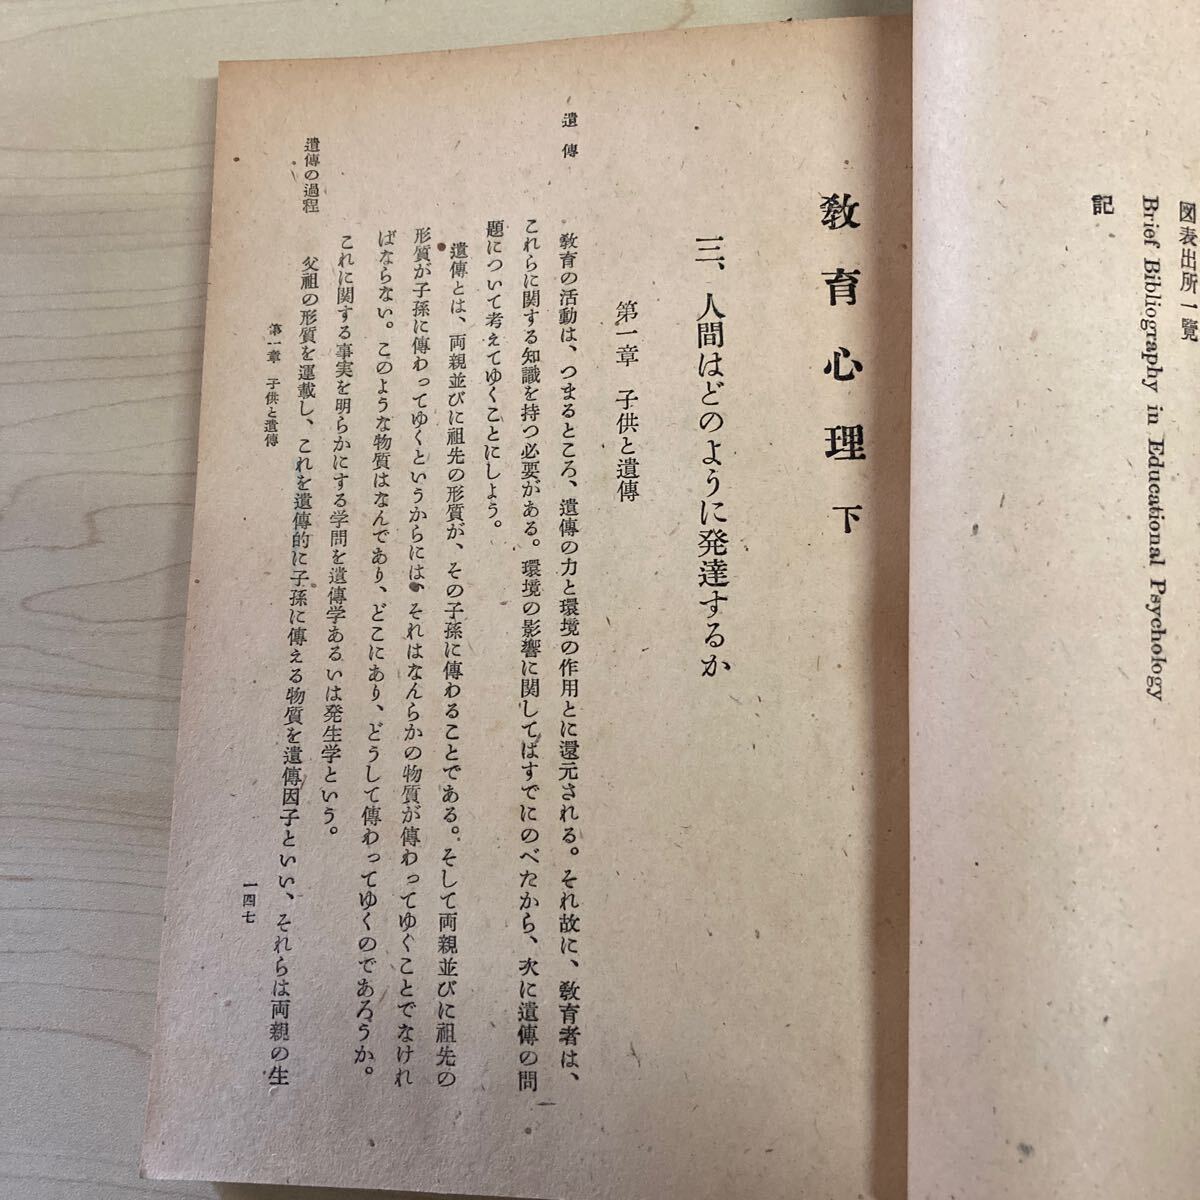 図表出所一覧
Brief Bibliography in Educational Psychology
記
敎育心理 下
三、人間はどのように発達するか
第一章 子供と遺傳
遺傳
敎育の活動は、つまるところ、遺傳の力と環境の作用とに還元される。それ故に、敎育者は、
これらに関する知識を持つ必要がある。環境の影響に関してはすでにのべたから、次に遺傳の問
題について考えてゆくことにしよう。
遺傳とは、両親並びに祖先の形質が、その子孫に傳わることである。そして両親並びに祖先の
形質が子孫に傳わってゆくというからには、それはなんらかの物質が傳わってゆくことでなけれ
ばならない。このような物質はなんであり、どこにあり、どうして傳わってゆくのであろうか。
これに関する事実を明らかにする学問を遺傳学あるいは発生学という。
遺傳の過程
父祖の形質を運載し、これを遺傳的に子孫に傳える物質を遺傳因子といい、それらは両親の生
第一章 子供と遺傳
一四七